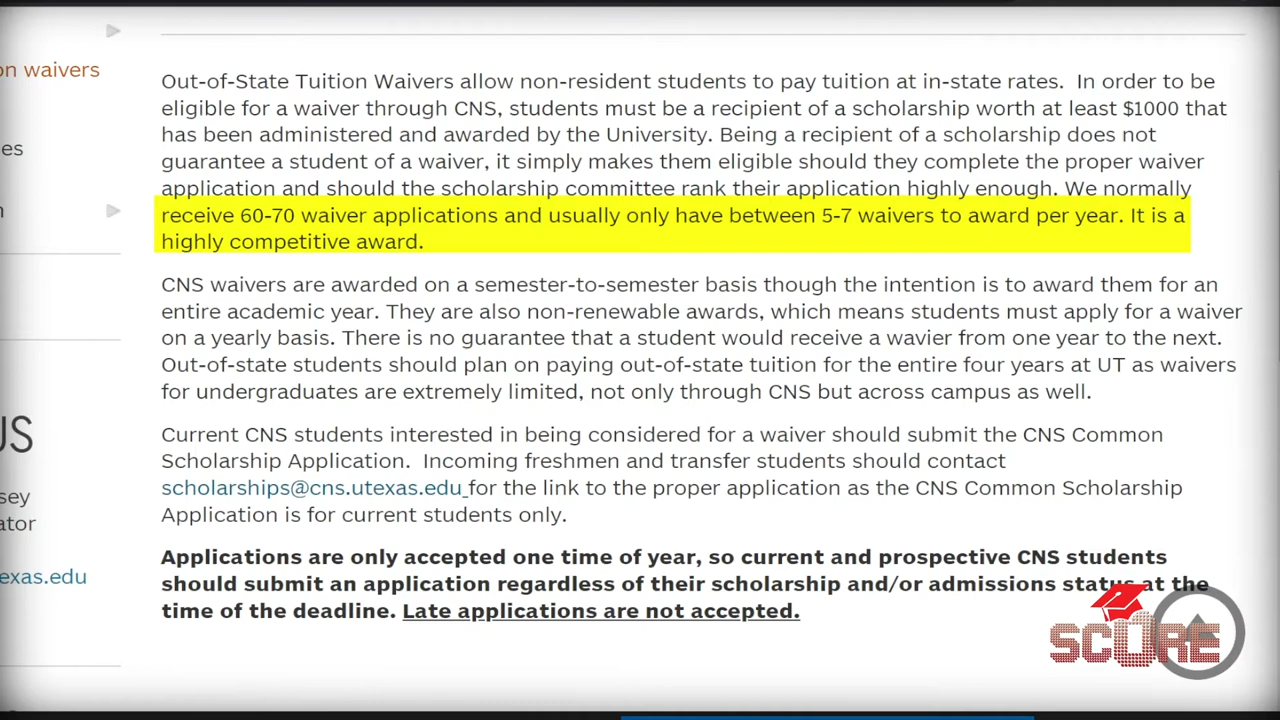 on waivers
es
n
US
sey
ator
exas.edu
Out-of-State Tuition Waivers allow non-resident students to pay tuition at in-state rates.  In order to be
eligible for a waiver through CNS, students must be a recipient of a scholarship worth at least $1000 that
has been administered and awarded by the University. Being a recipient of a scholarship does not
guarantee a student of a waiver, it simply makes them eligible should they complete the proper waiver
application and should the scholarship committee rank their application highly enough. We normally
receive 60-70 waiver applications and usually only have between 5-7 waivers to award per year. It is a
highly competitive award.
CNS waivers are awarded on a semester-to-semester basis though the intention is to award them for an
entire academic year. They are also non-renewable awards, which means students must apply for a waiver
on a yearly basis. There is no guarantee that a student would receive a wavier from one year to the next.
Out-of-state students should plan on paying out-of-state tuition for the entire four years at UT as waivers
for undergraduates are extremely limited, not only through CNS but across campus as well.
Current CNS students interested in being considered for a waiver should submit the CNS Common
Scholarship Application.  Incoming freshmen and transfer students should contact
scholarships@cns.utexas.edu for the link to the proper application as the CNS Common Scholarship
Application is for current students only.
Applications are only accepted one time of year, so current and prospective CNS students
should submit an application regardless of their scholarship and/or admissions status at the
time of the deadline. Late applications are not accepted.
SCORE